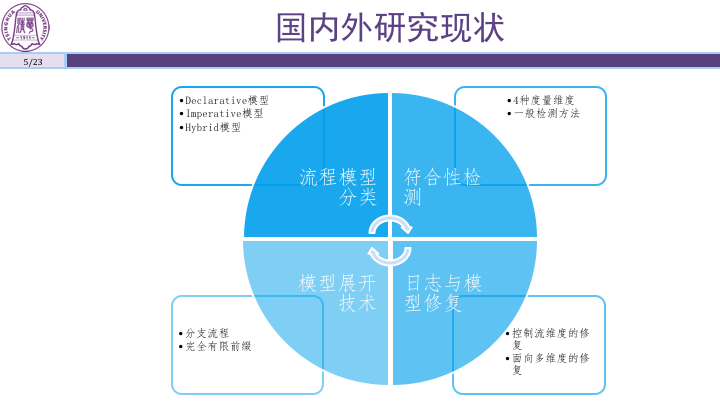 国内外研究现状
TSINGHUA UNIVERSITY
1911
5/23
•Declarative模型
•Imperative模型
•Hybrid模型
•4种度量维度
•一般检测方法
流程模型
分类
符合性检
测
模型展开
技术
日志与模
型修复
•分支流程
•完全有限前缀
•控制流维度的修
复
•面向多维度的修
复